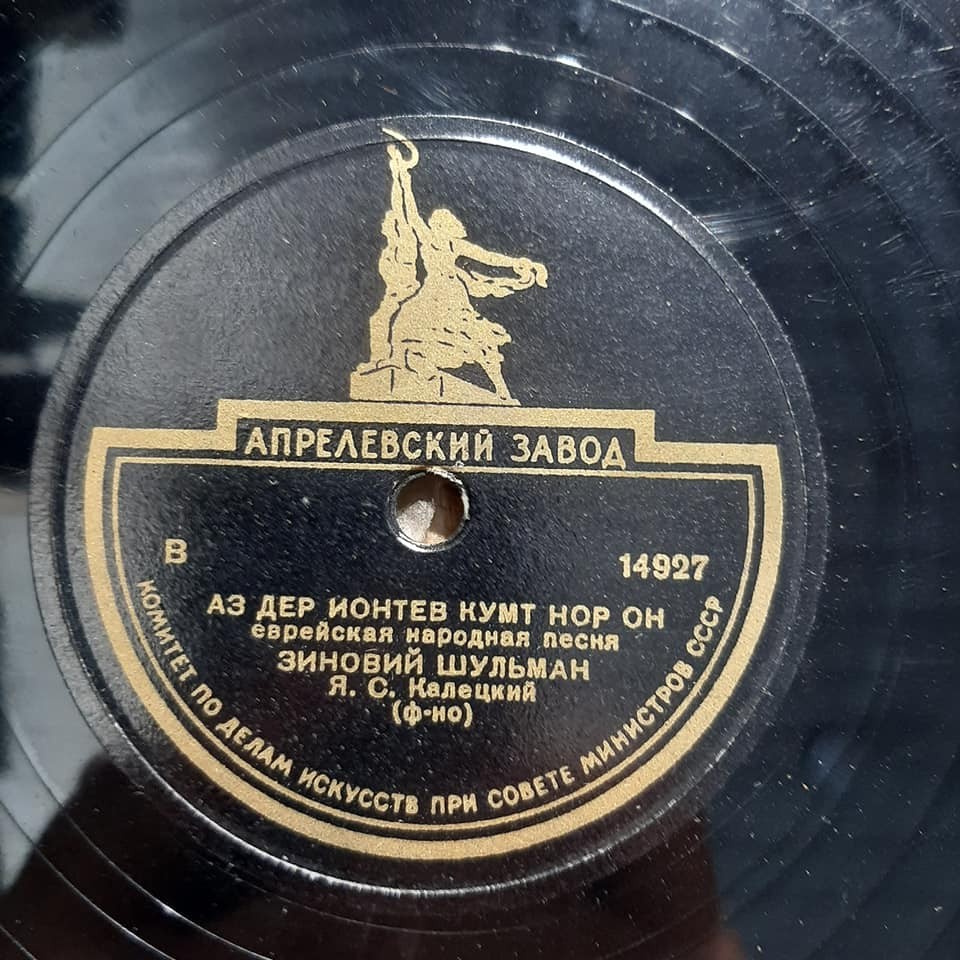 АПРЕЛЕВСКИЙ ЗАВОД
В 14927
АЗ ДЕР ИОНТЕВ КУМТ НОР ОН
еврейская народная песня
ЗИНОВИЙ ШУЛЬМАН
Я. С. Калецкий
(ф-но)
КОМИТЕТ ПО ДЕЛАМ ИСКУССТВ ПРИ СОВЕТЕ МИНИСТРОВ СССР